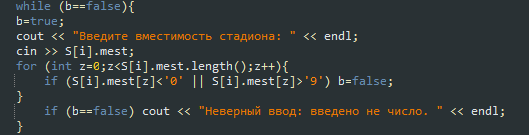 while (b==false){
b=true;
cout << "Введите вместимость стадиона: " << endl;
cin >> S[i].mest;
for (int z=0;z<S[i].mest.length();z++){
if (S[i].mest[z]<'0' || S[i].mest[z]>'9') b=false;
}
if (b==false) cout << "Неверный ввод: введено не число. " << endl;
}